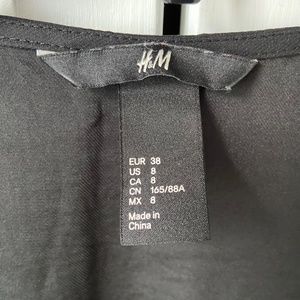 H&M
EUR 38
US 8
CA 8
CN 165/88A
MX 8
Made in
China